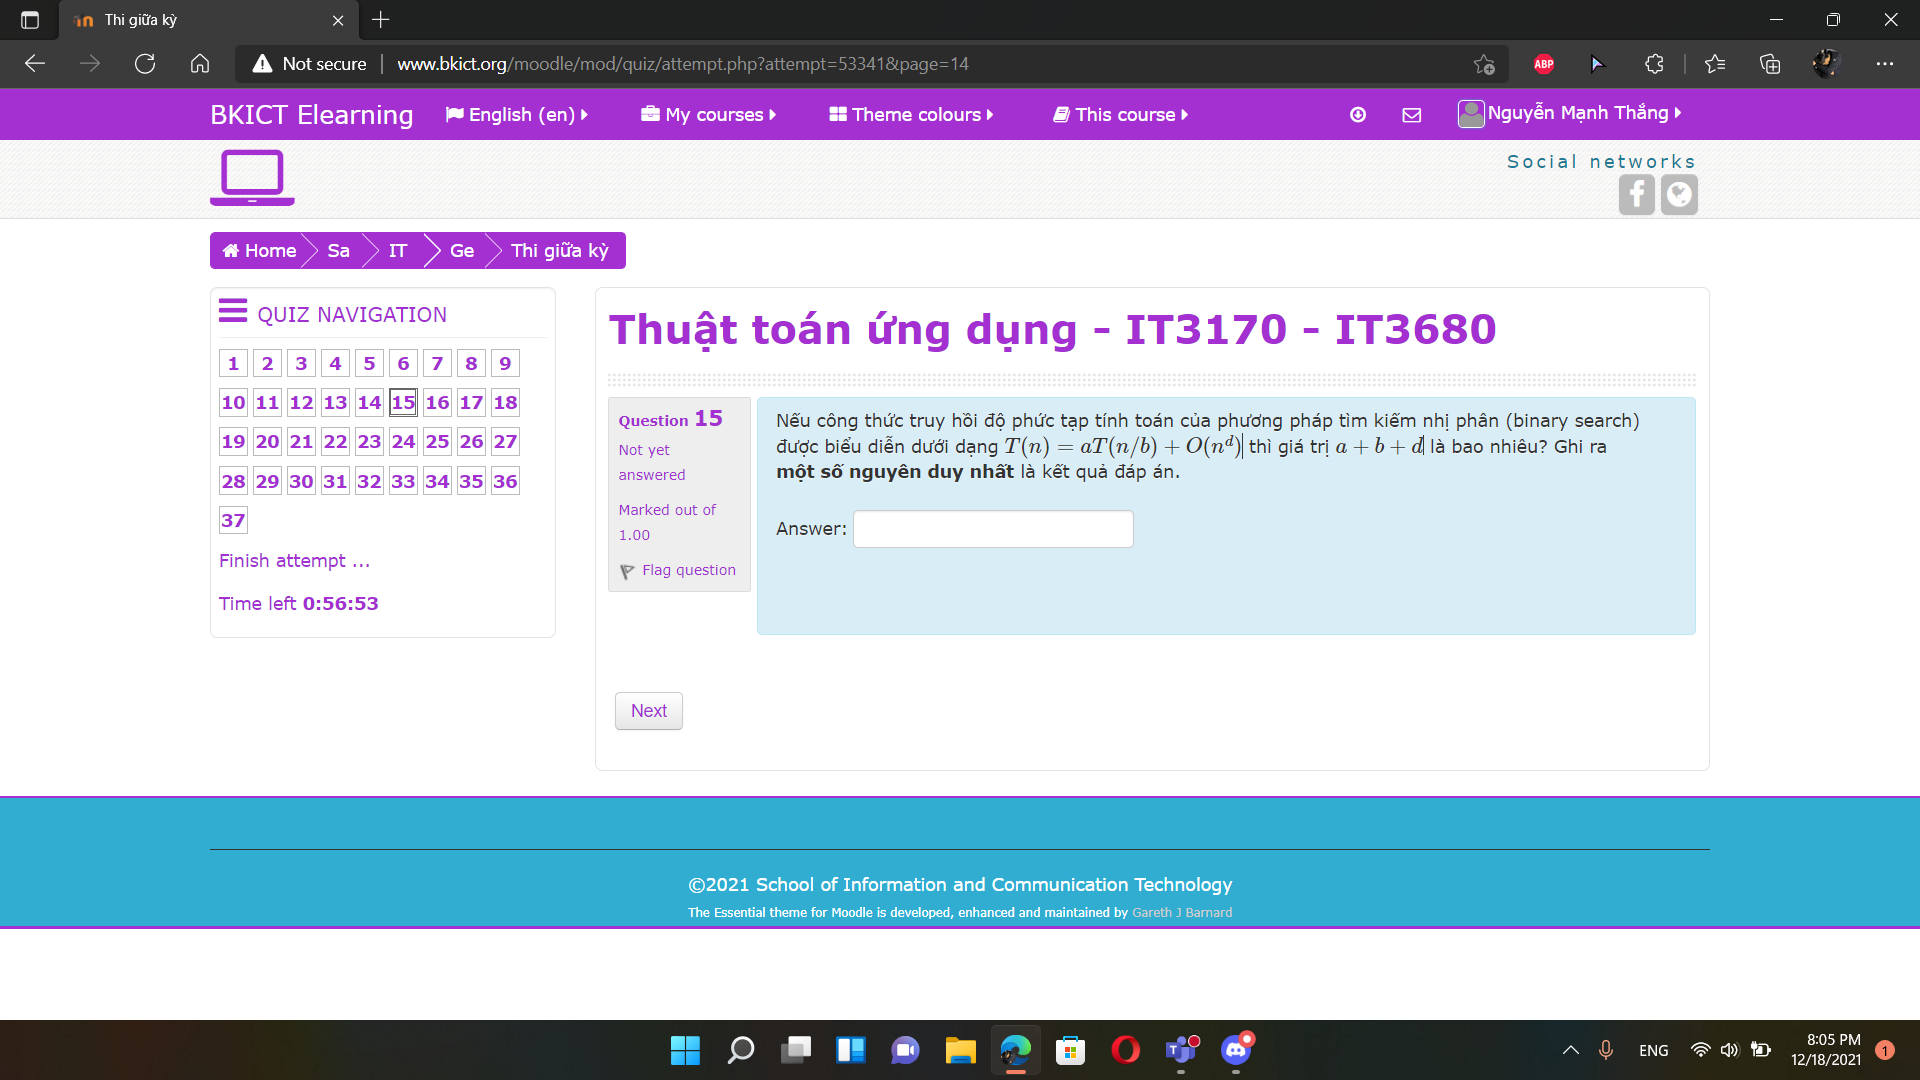 Thi giữa kỳ
Not secure
www.bkict.org/moodle/mod/quiz/attempt.php?attempt=53341&page=14
ABP
BKICT Elearning
English (en)
My courses
Theme colours
This course
Nguyễn Mạnh Thắng
Social networks
Home
Sa
IT
Ge
Thi giữa kỳ
QUIZ NAVIGATION
1 2 3 4 5 6 7 8 9
10 11 12 13 14 15 16 17 18
19 20 21 22 23 24 25 26 27
28 29 30 31 32 33 34 35 36
37
Finish attempt ...
Time left 0:56:53
Thuật toán ứng dụng - IT3170 - IT3680
Question 15
Not yet
answered
Marked out of
1.00
Flag question
Nếu công thức truy hồi độ phức tạp tính toán của phương pháp tìm kiếm nhị phân (binary search)
được biểu diễn dưới dạng T(n) = aT(n/b) + O(n^d) thì giá trị a + b + d là bao nhiêu? Ghi ra
một số nguyên duy nhất là kết quả đáp án.
Answer:
Next
©2021 School of Information and Communication Technology
The Essential theme for Moodle is developed, enhanced and maintained by Gareth J Barnard
ENG
8:05 PM
12/18/2021
1